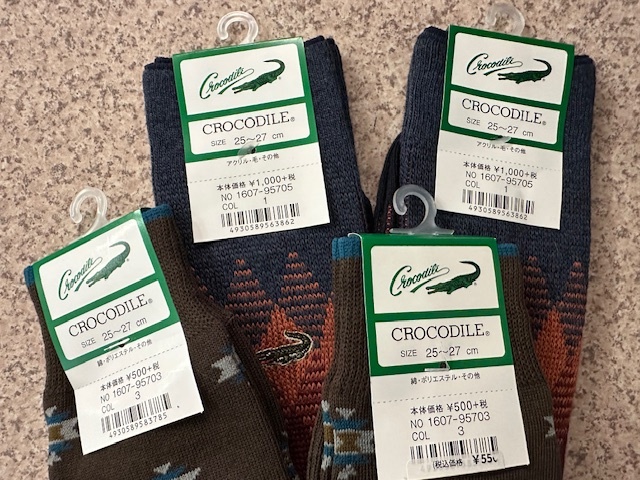 Crocodile
CROCODILE®
SIZE 25〜27 cm
アクリル・毛・その他
本体価格 ¥1,000+税
NO 1607-95705
COL 1
4930589563862
Crocodile
CROCODILE®
SIZE 25〜27 cm
アクリル・毛・その他
本体価格 ¥1,000+税
NO 1607-95705
COL 1
4930589563862
Crocodile
CROCODILE®
SIZE 25〜27 cm
綿・ポリエステル・その他
本体価格 ¥500+税
NO 1607-95703
COL 3
4930589583785
Crocodile
CROCODILE®
SIZE 25〜27 cm
綿・ポリエステル・その他
本体価格 ¥500+税
NO 1607-95703
COL 3
(税込価格 ¥550